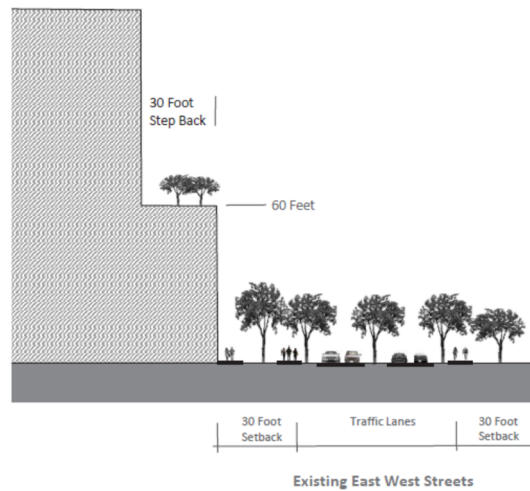 30 Foot
Step Back
60 Feet
30 Foot
Setback
Traffic Lanes
30 Foot
Setback
Existing East West Streets